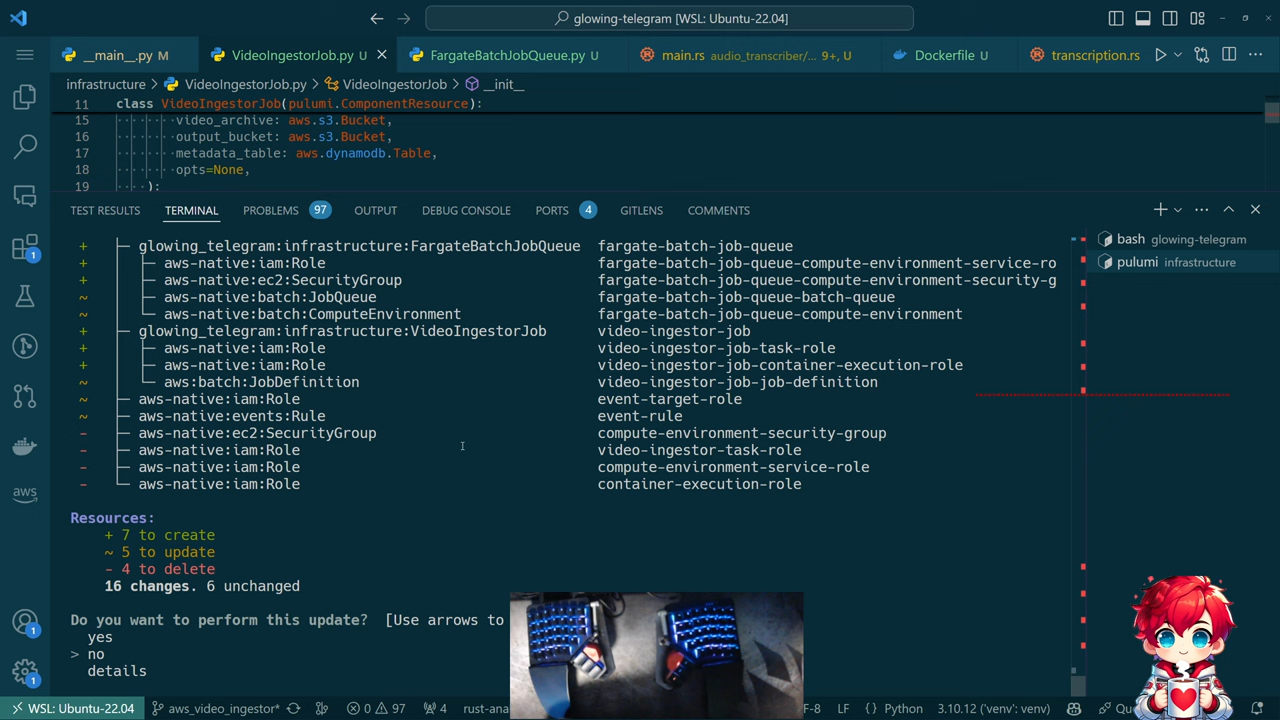 glowing-telegram [WSL: Ubuntu-22.04]
__main__.py M
VideoIngestorJob.py U
FargateBatchJobQueue.py U
main.rs audio_transcriber/... 9+, U
Dockerfile U
transcription.rs
infrastructure > VideoIngestorJob.py > VideoIngestorJob > __init__
11 class VideoIngestorJob(pulumi.ComponentResource):
15 video_archive: aws.s3.Bucket,
16 output_bucket: aws.s3.Bucket,
17 metadata_table: aws.dynamodb.Table,
18 opts=None,
19 ):
TEST RESULTS TERMINAL PROBLEMS 97 OUTPUT DEBUG CONSOLE PORTS 4 GITLENS COMMENTS
+ ├─ glowing_telegram:infrastructure:FargateBatchJobQueue fargate-batch-job-queue
+ │ ├─ aws-native:iam:Role fargate-batch-job-queue-compute-environment-service-ro
+ │ ├─ aws-native:ec2:SecurityGroup fargate-batch-job-queue-compute-environment-security-g
~ │ ├─ aws-native:batch:JobQueue fargate-batch-job-queue-batch-queue
~ │ └─ aws-native:batch:ComputeEnvironment fargate-batch-job-queue-compute-environment
+ ├─ glowing_telegram:infrastructure:VideoIngestorJob video-ingestor-job
+ │ ├─ aws-native:iam:Role video-ingestor-job-task-role
+ │ ├─ aws-native:iam:Role video-ingestor-job-container-execution-role
~ │ └─ aws:batch:JobDefinition video-ingestor-job-job-definition
~ ├─ aws-native:iam:Role event-target-role
~ ├─ aws-native:events:Rule event-rule
- ├─ aws-native:ec2:SecurityGroup compute-environment-security-group
- ├─ aws-native:iam:Role video-ingestor-task-role
- ├─ aws-native:iam:Role compute-environment-service-role
- └─ aws-native:iam:Role container-execution-role
bash glowing-telegram
pulumi infrastructure
Resources:
+ 7 to create
~ 5 to update
- 4 to delete
16 changes. 6 unchanged
Do you want to perform this update? [Use arrows to
yes
> no
details
1
aws
1
1
WSL: Ubuntu-22.04 aws_video_ingestor* 0 97 4 rust-ana F-8 LF Python 3.10.12 ('venv': venv) Qu